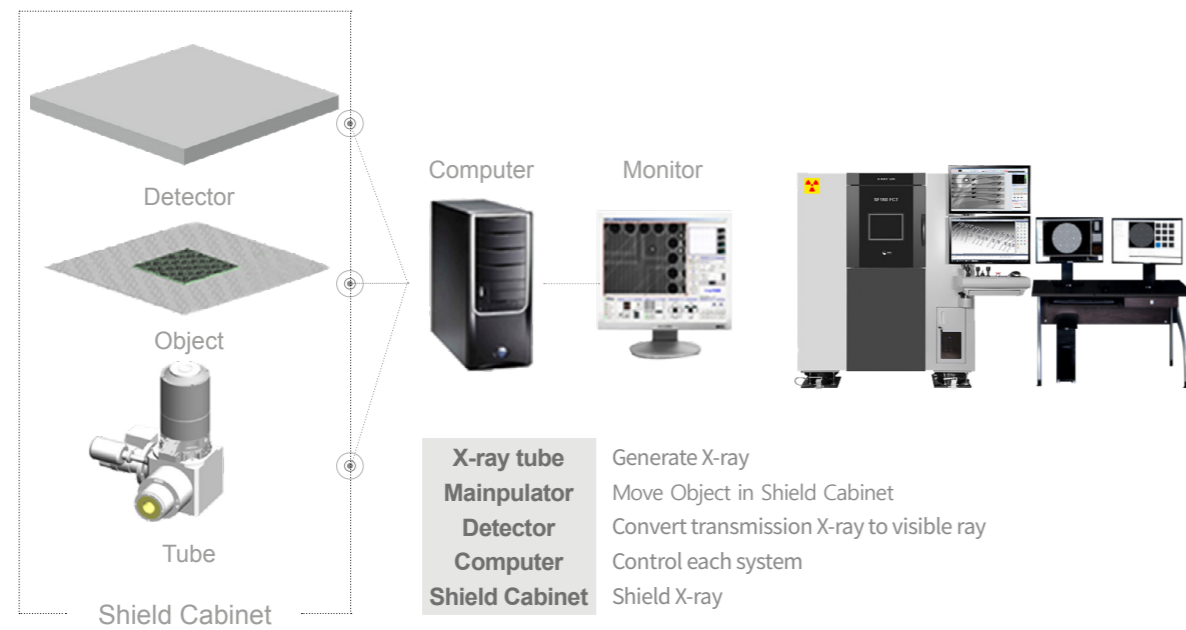 Detector
Object
Tube
Shield Cabinet
Computer
Monitor
X-ray tube Generate X-ray
Mainpulator Move Object in Shield Cabinet
Detector Convert transmission X-ray to visible ray
Computer Control each system
Shield Cabinet Shield X-ray